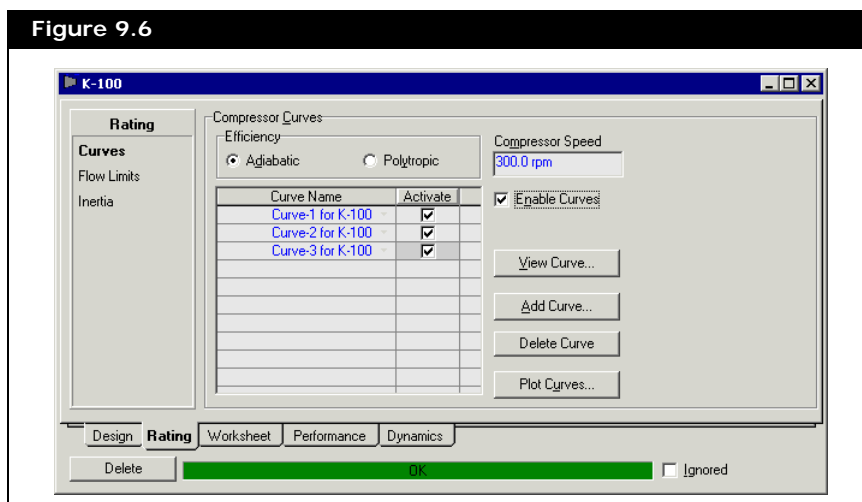 Figure 9.6
K-100
Rating
Curves
Flow Limits
Inertia
Compressor Curves
Efficiency
Adiabatic
Polytropic
Compressor Speed
300.0 rpm
Enable Curves
Curve Name Activate
Curve-1 for K-100
Curve-2 for K-100
Curve-3 for K-100
View Curve...
Add Curve...
Delete Curve
Plot Curves...
Design Rating Worksheet Performance Dynamics
Delete OK Ignored